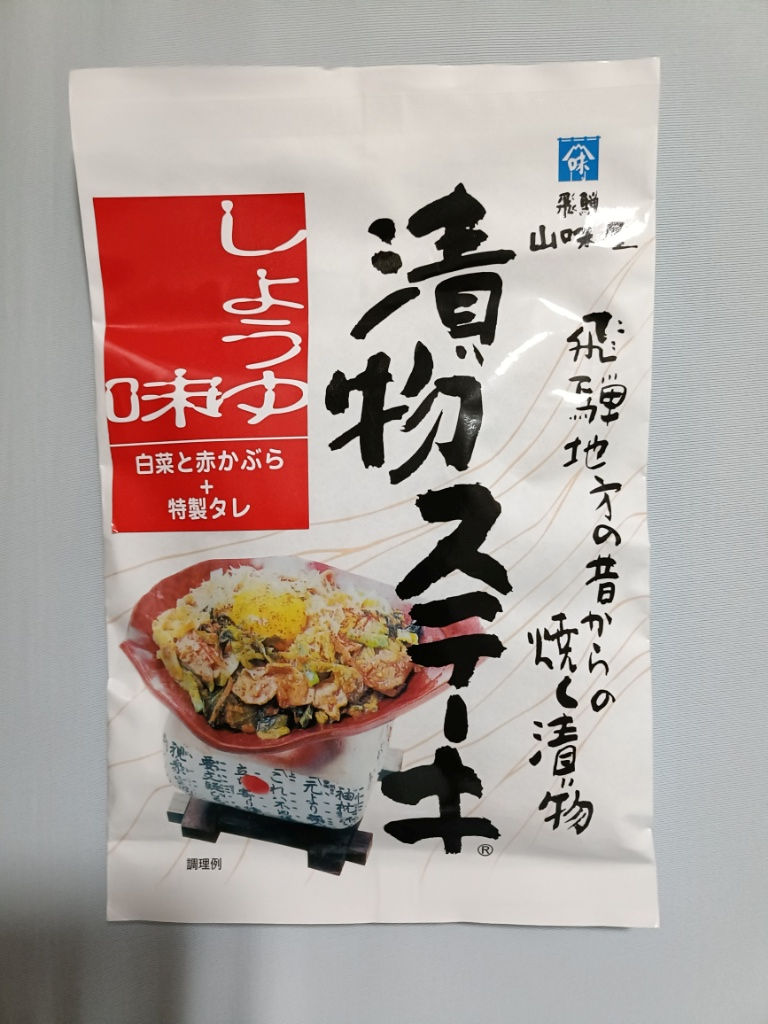 味
飛騨
山味屋
飛騨地方の昔からの
焼く漬物
漬物ステーキ
®
しょうゆ味
白菜と赤かぶら
+
特製タレ
調理例